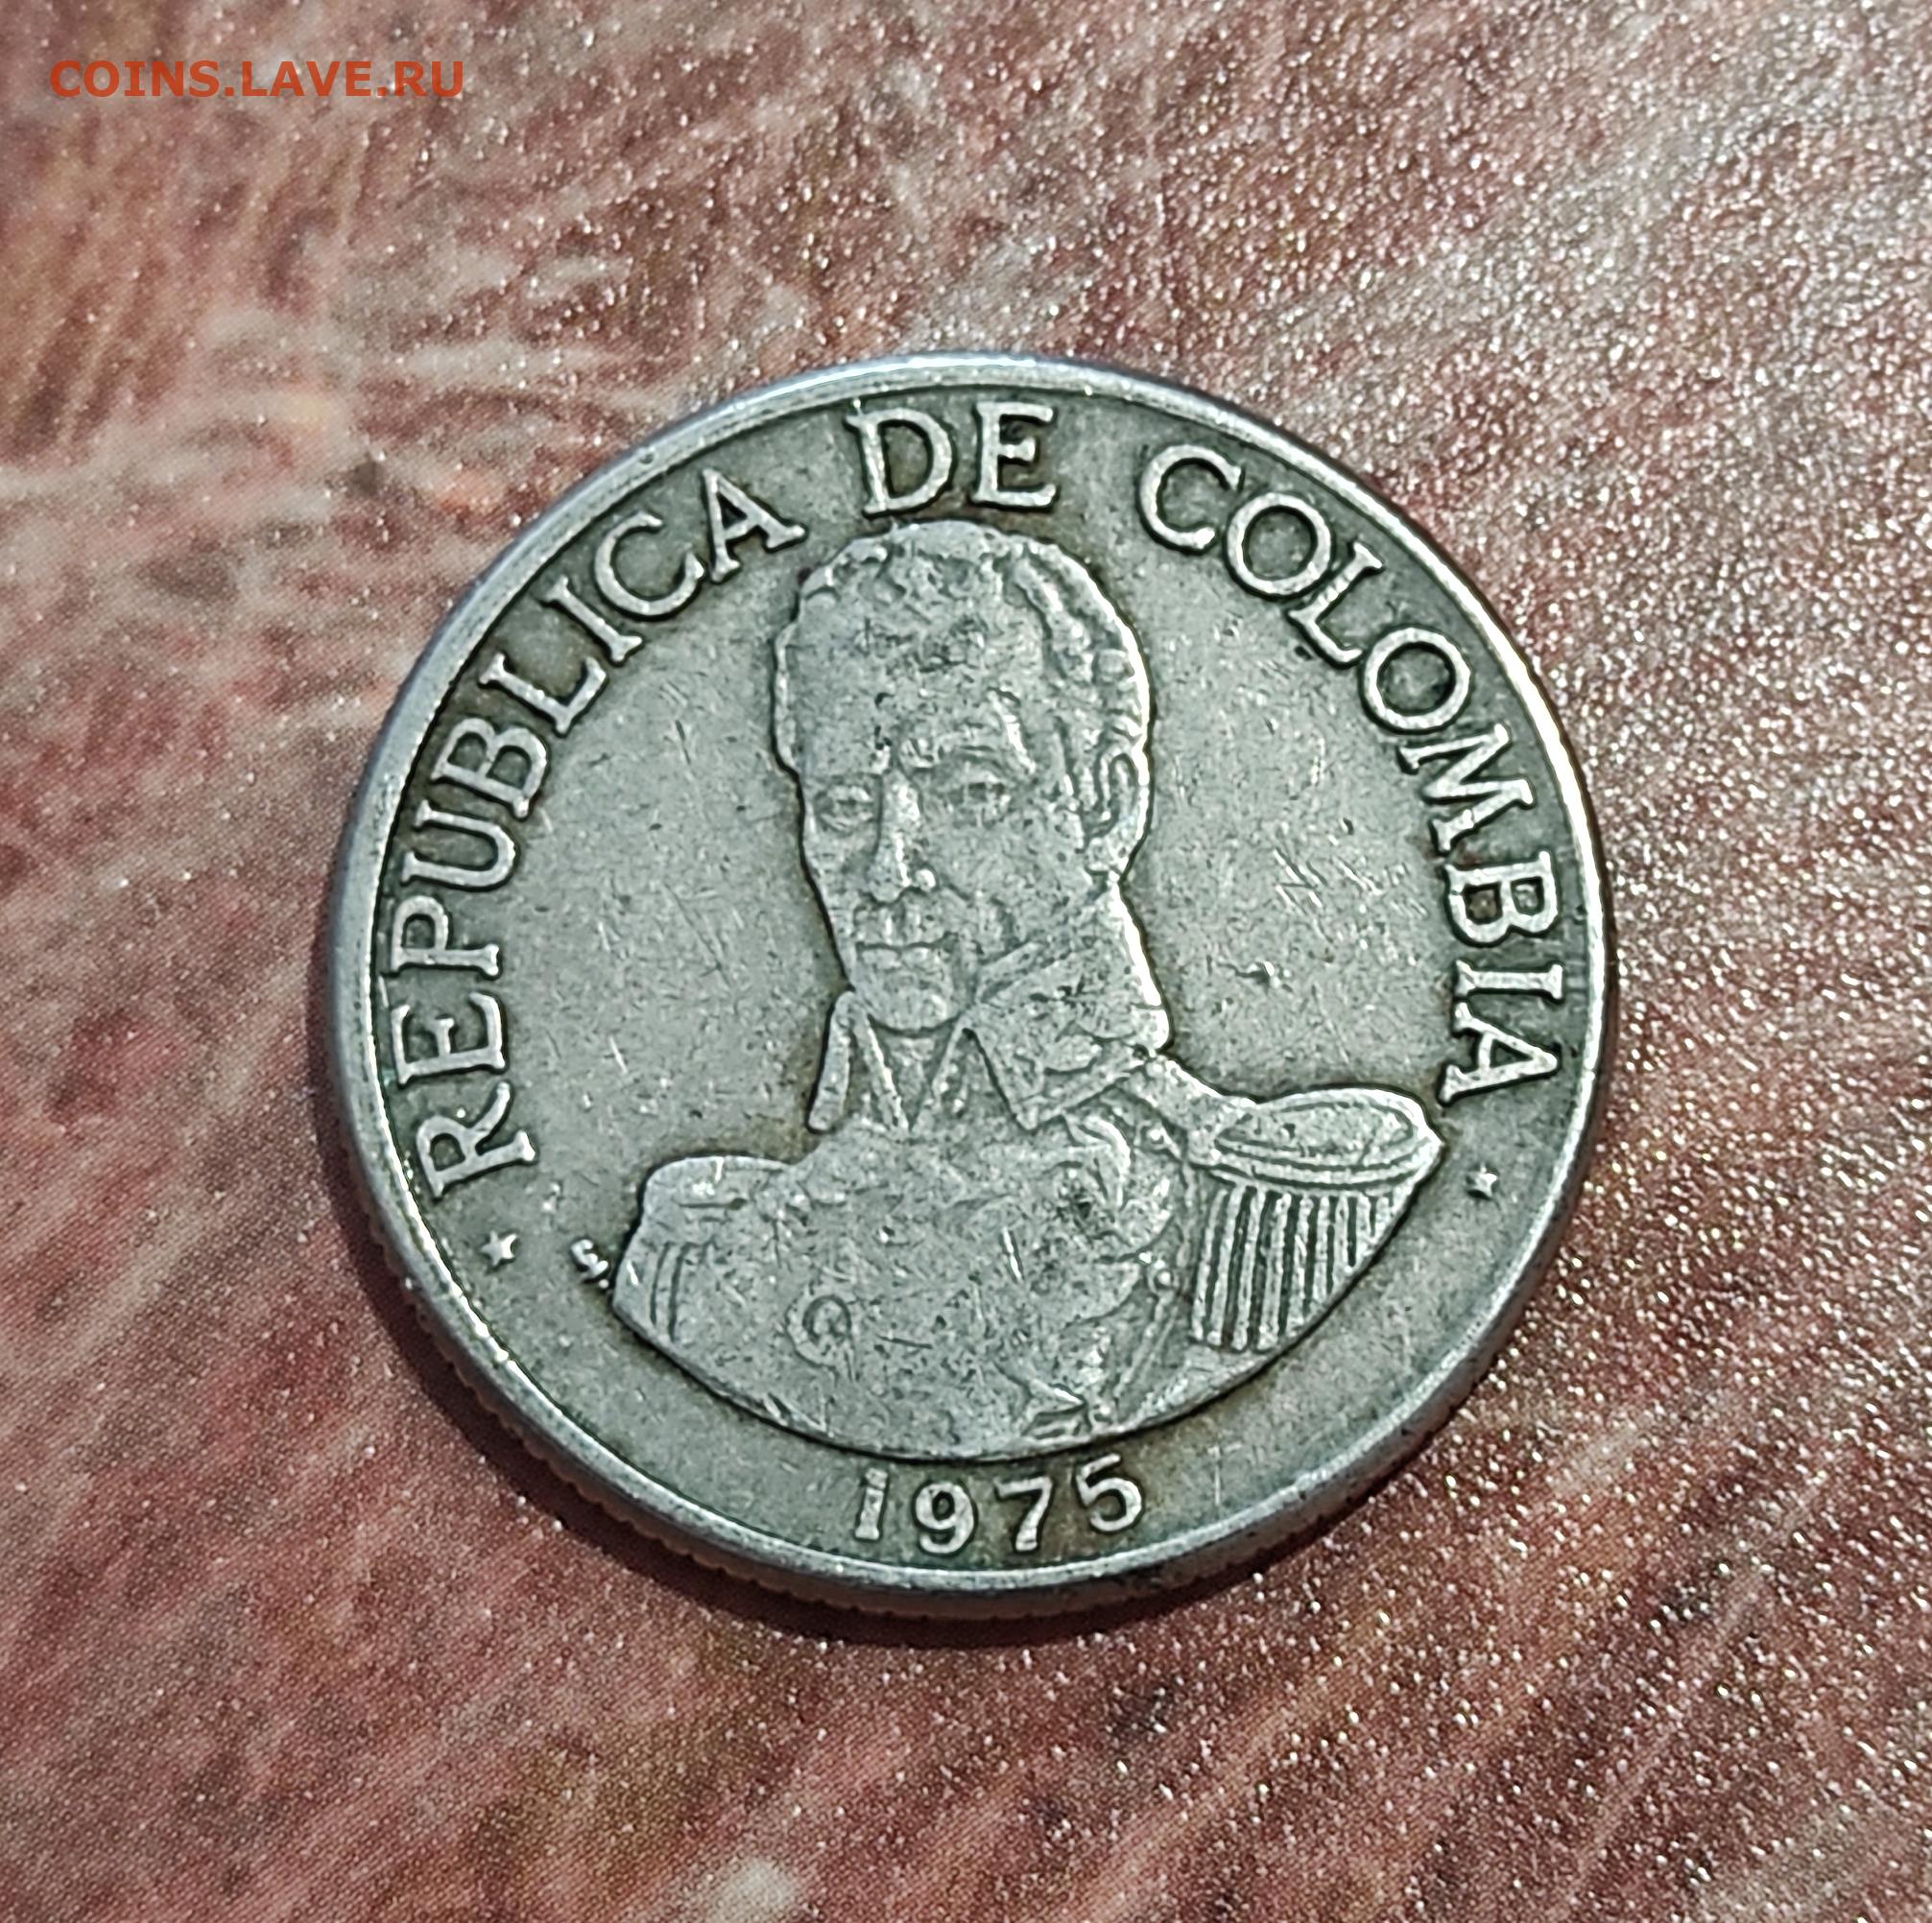 COINS.LAVE.RU
REPUBLICA DE COLOMBIA
1975